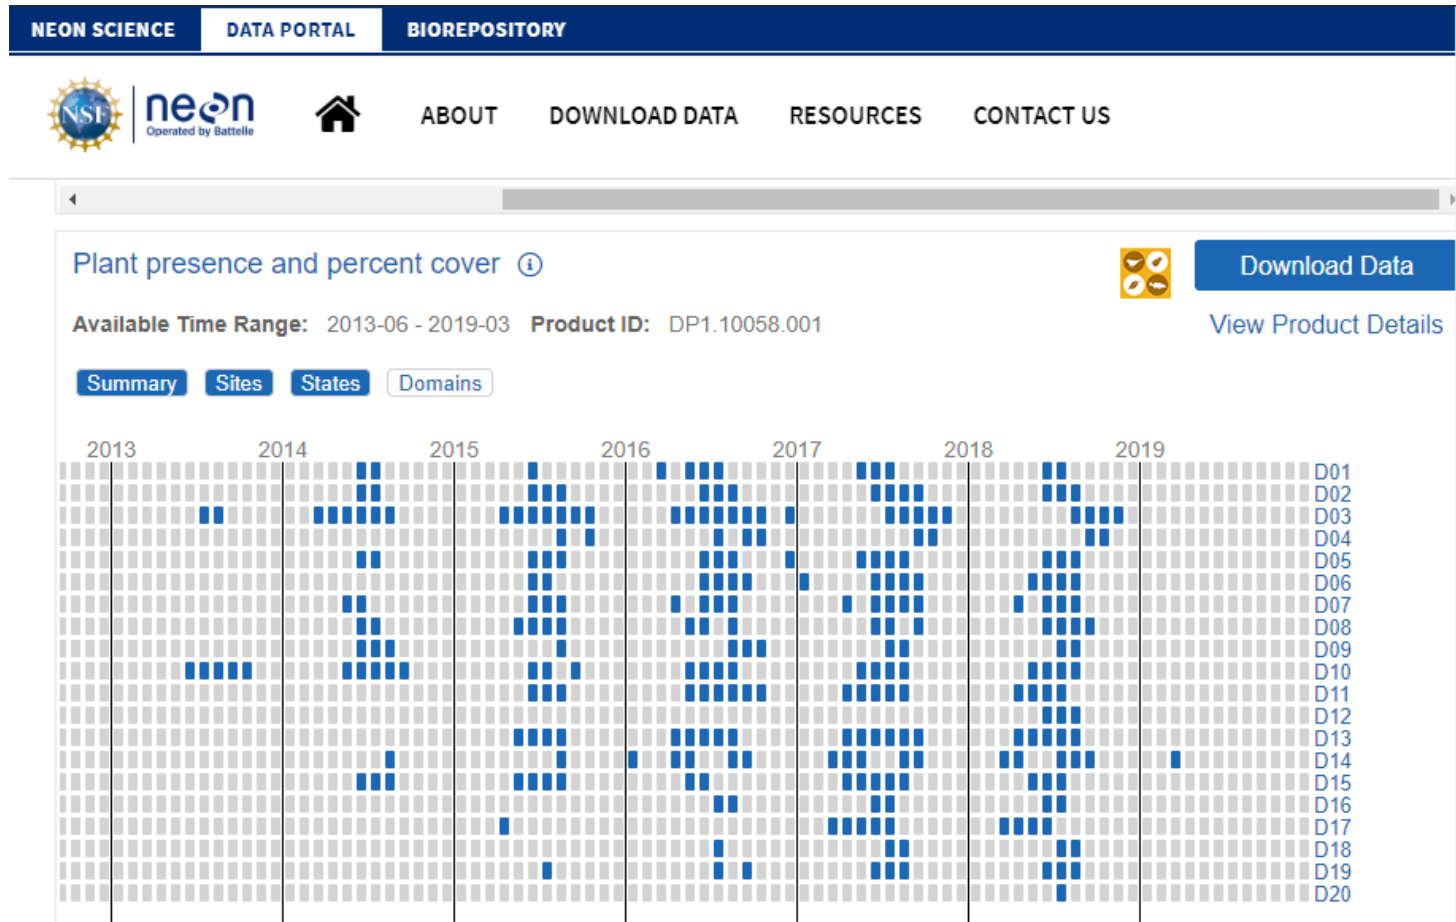 NEON SCIENCE DATA PORTAL BIOREPOSITORY
NSF neon Operated by Battelle ABOUT DOWNLOAD DATA RESOURCES CONTACT US
Plant presence and percent cover i Download Data
Available Time Range: 2013-06 - 2019-03 Product ID: DP1.10058.001 View Product Details
Summary Sites States Domains
2013 2014 2015 2016 2017 2018 2019
D01
D02
D03
D04
D05
D06
D07
D08
D09
D10
D11
D12
D13
D14
D15
D16
D17
D18
D19
D20